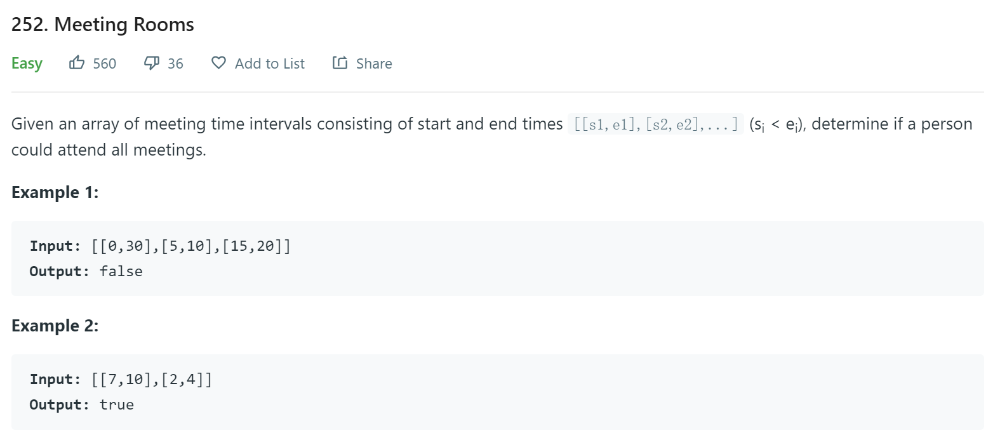 252. Meeting Rooms
Easy 560 36 Add to List Share
Given an array of meeting time intervals consisting of start and end times [[s1,e1],[s2,e2],...] (si < ei), determine if a person
could attend all meetings.
Example 1:
Input: [[0,30],[5,10],[15,20]]
Output: false
Example 2:
Input: [[7,10],[2,4]]
Output: true